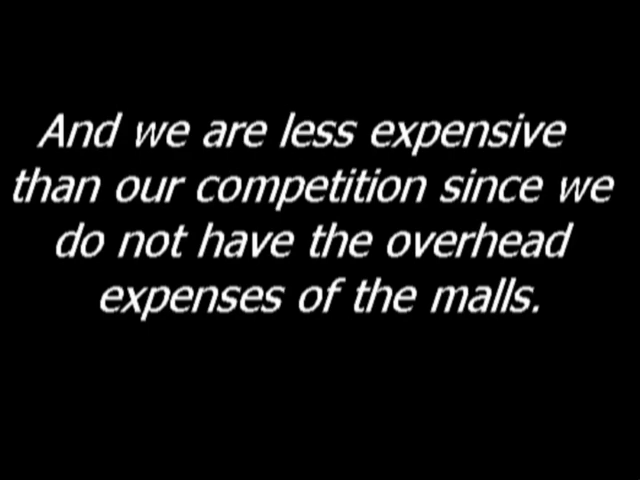 And we are less expensive
than our competition since we
do not have the overhead
expenses of the malls.